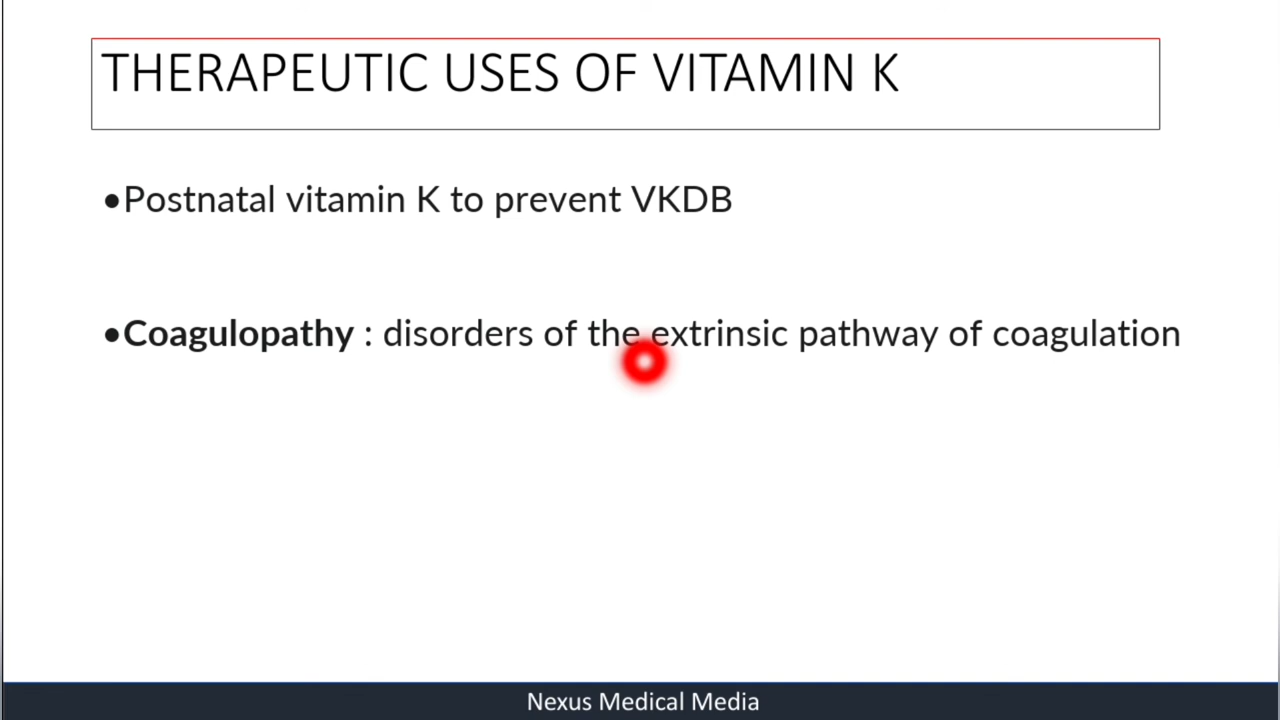 THERAPEUTIC USES OF VITAMIN K
•Postnatal vitamin K to prevent VKDB
•Coagulopathy : disorders of the extrinsic pathway of coagulation
Nexus Medical Media